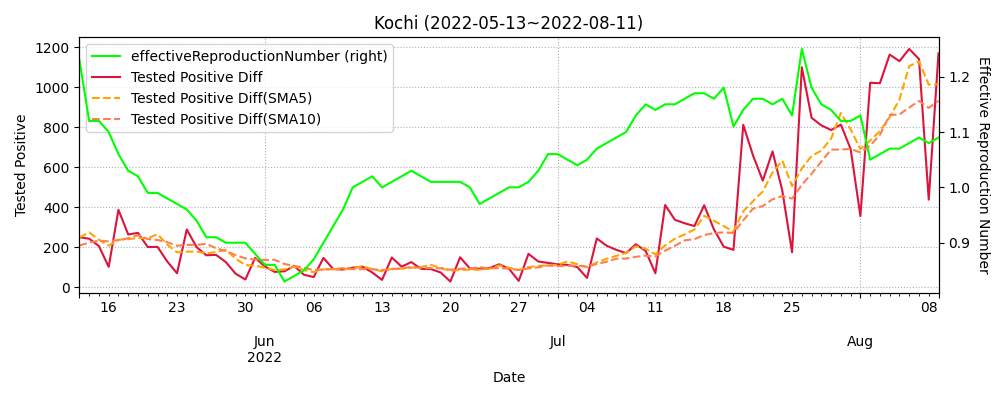 Kochi (2022-05-13~2022-08-11)
effectiveReproductionNumber (right)
Tested Positive Diff
Tested Positive Diff(SMA5)
Tested Positive Diff(SMA10)
Tested Positive
1200
1000
800
600
400
200
0
1.2
1.1
1.0
0.9
Effective Reproduction Number
16 23 30 06 13 20 27 04 11 18 25 08
Jun Jul Aug
2022
Date